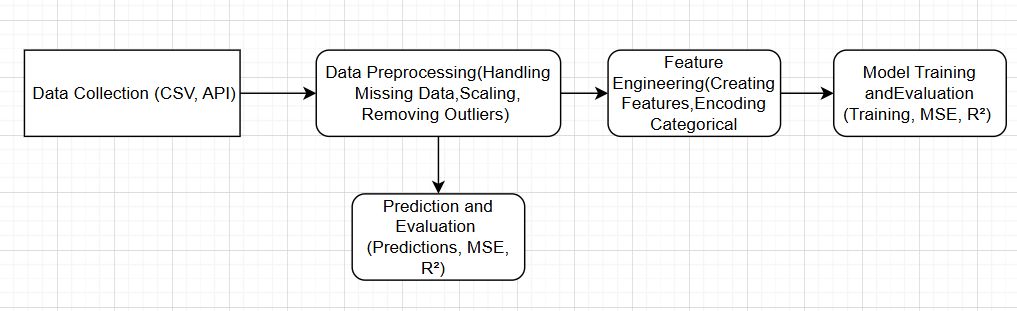 Data Collection (CSV, API)
Data Preprocessing(Handling
Missing Data,Scaling,
Removing Outliers)
Feature
Engineering(Creating
Features,Encoding
Categorical
Model Training
andEvaluation
(Training, MSE, R²)
Prediction and
Evaluation
(Predictions, MSE,
R²)